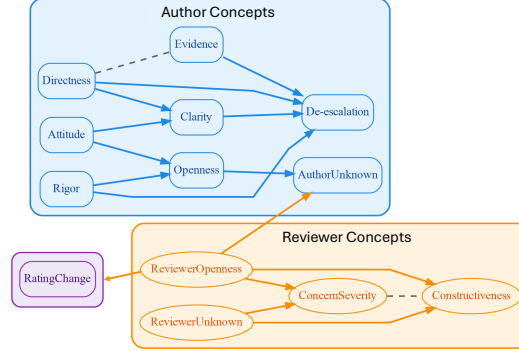 Author Concepts
Evidence
Directness
Clarity
De-escalation
Attitude
Openness
AuthorUnknown
Rigor
Reviewer Concepts
ReviewerOpenness
RatingChange
ConcernSeverity
Constructiveness
ReviewerUnknown